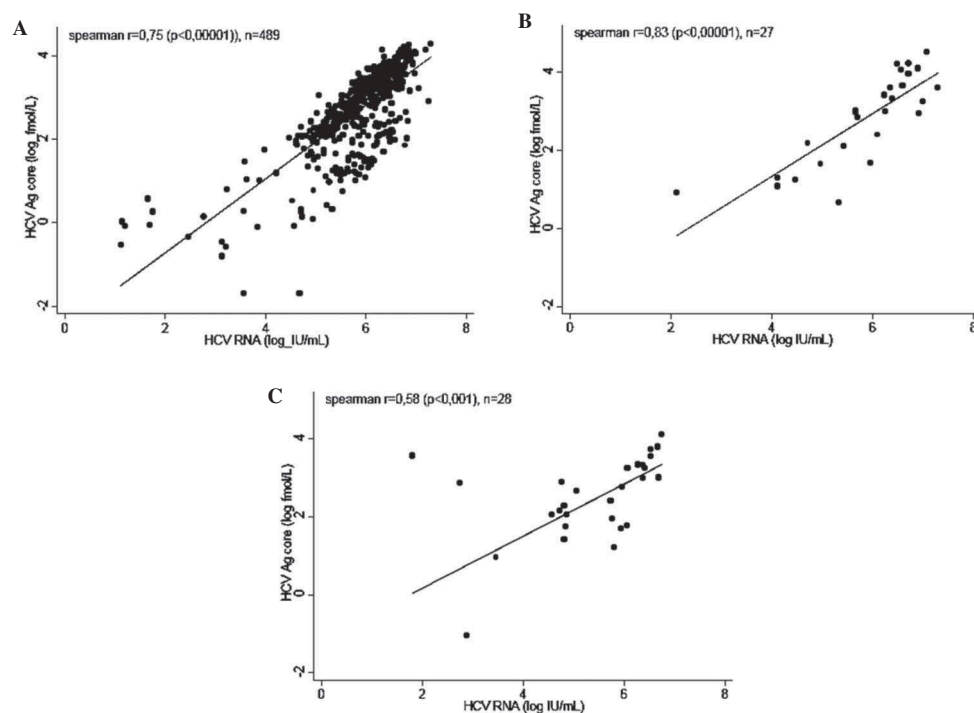 A
spearman r=0,75 (p<0,00001)), n=489
HCV Ag core (log_fmol/L)
4
2
0
-2
0 2 4 6 8
HCV RNA (log_IU/mL)
B
spearman r=0,83 (p<0,00001), n=27
HCV Ag core (log fmol/L)
4
2
0
-2
0 2 4 6 8
HCV RNA (log IU/mL)
C
spearman r=0,58 (p<0,001), n=28
HCV Ag core (log fmol/L)
4
2
0
-2
0 2 4 6 8
HCV RNA (log IU/mL)